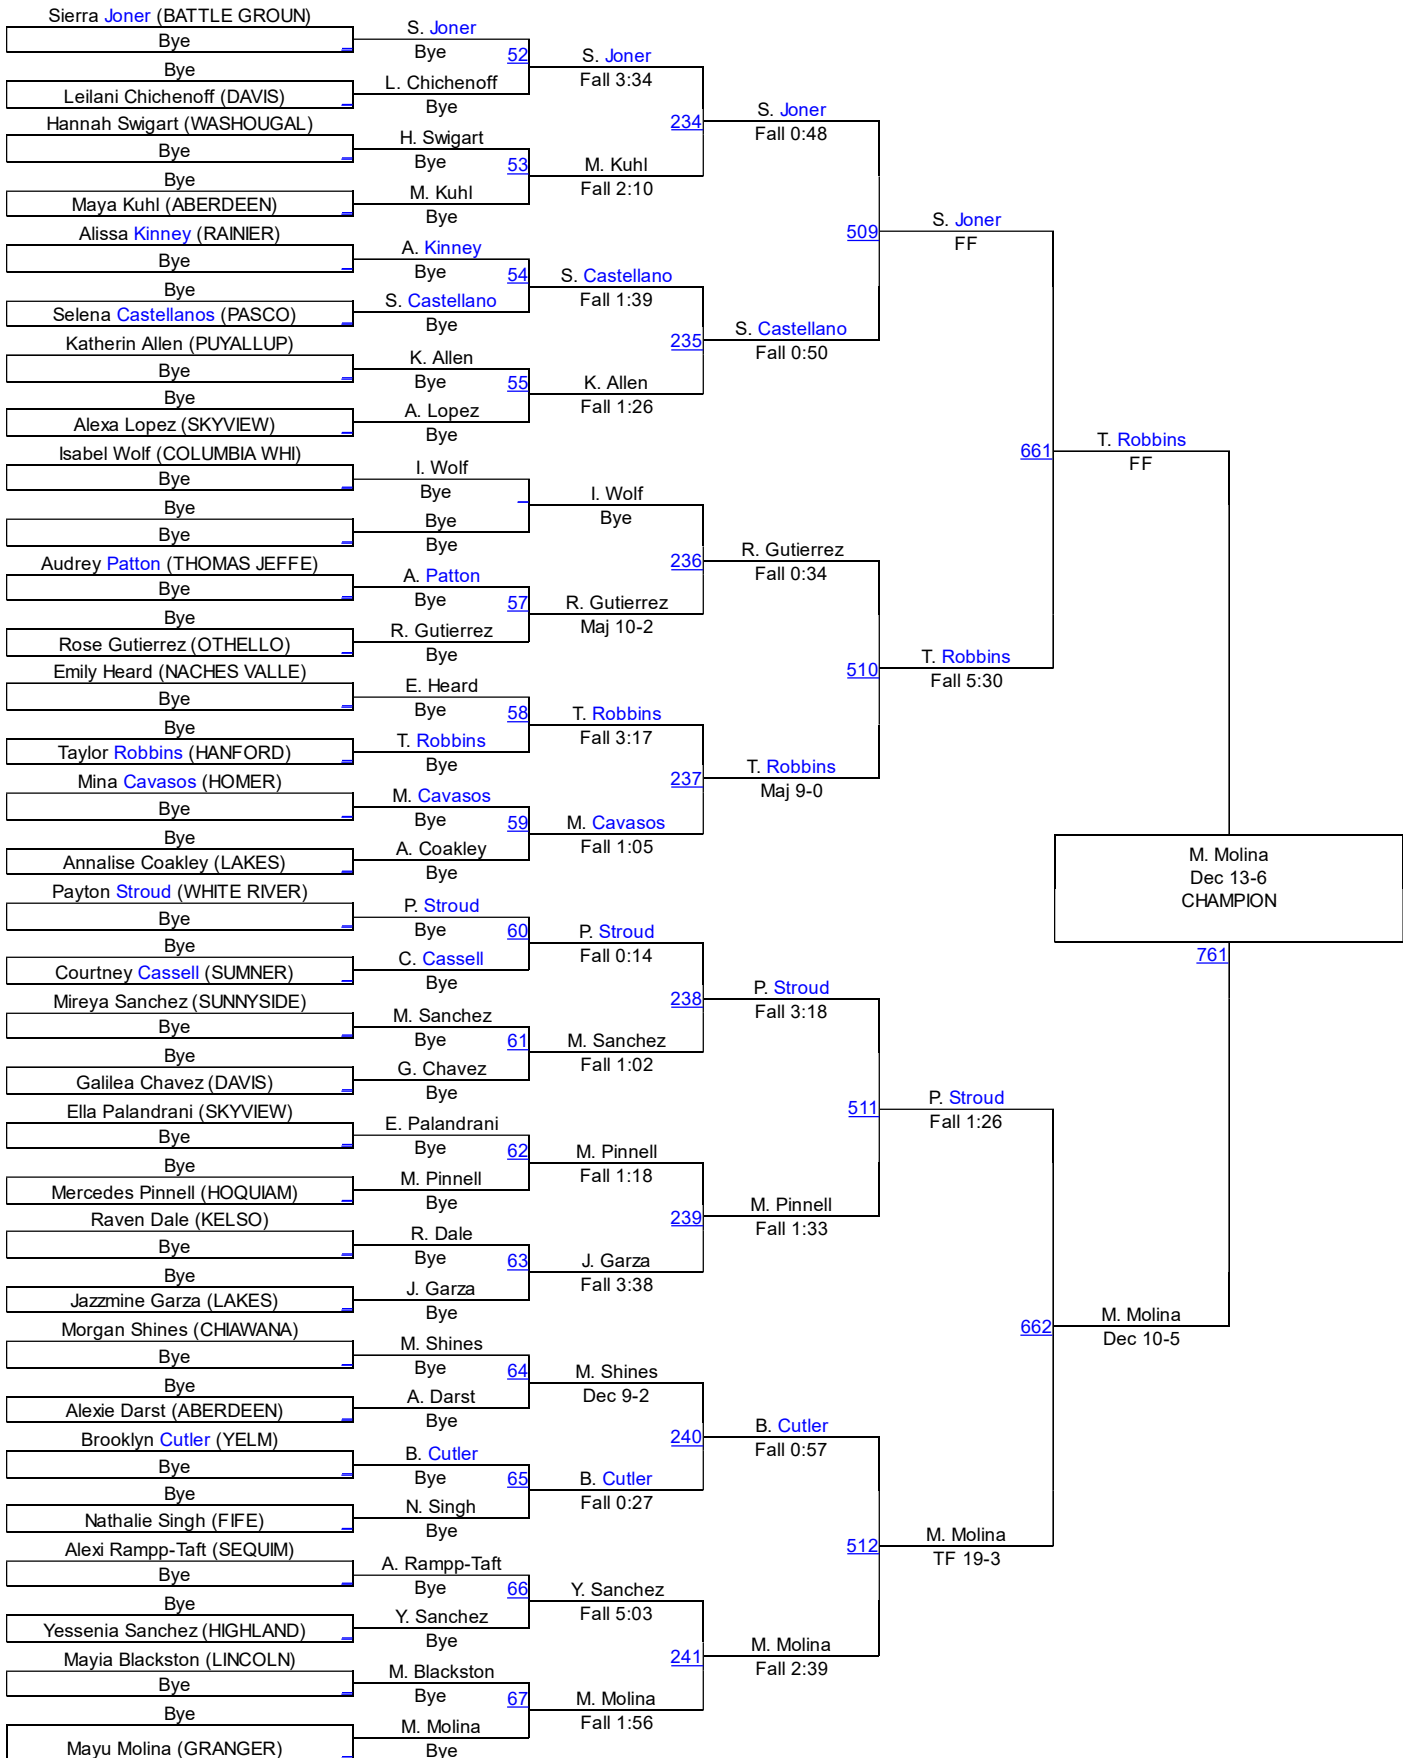 Sierra Joner (BATTLE GROUN)
Bye
Bye
Leilani Chichenoff (DAVIS)
Hannah Swigart (WASHOUGAL)
Bye
Bye
Maya Kuhl (ABERDEEN)
Alissa Kinney (RAINIER)
Bye
Bye
Selena Castellanos (PASCO)
Katherin Allen (PUYALLUP)
Bye
Bye
Alexa Lopez (SKYVIEW)
Isabel Wolf (COLUMBIA WHI)
Bye
Bye
Bye
Audrey Patton (THOMAS JEFFE)
Bye
Bye
Rose Gutierrez (OTHELLO)
Emily Heard (NACHES VALLE)
Bye
Bye
Taylor Robbins (HANFORD)
Mina Cavasos (HOMER)
Bye
Bye
Annalise Coakley (LAKES)
Payton Stroud (WHITE RIVER)
Bye
Bye
Courtney Cassell (SUMNER)
Mireya Sanchez (SUNNYSIDE)
Bye
Bye
Galilea Chavez (DAVIS)
Ella Palandrani (SKYVIEW)
Bye
Bye
Mercedes Pinnell (HOQUIAM)
Raven Dale (KELSO)
Bye
Bye
Jazzmine Garza (LAKES)
Morgan Shines (CHIAWANA)
Bye
Bye
Alexie Darst (ABERDEEN)
Brooklyn Cutler (YELM)
Bye
Bye
Nathalie Singh (FIFE)
Alexi Rampp-Taft (SEQUIM)
Bye
Bye
Yessenia Sanchez (HIGHLAND)
Mayia Blackston (LINCOLN)
Bye
Bye
Mayu Molina (GRANGER)
S. Joner
Bye
52
L. Chichenoff
Bye
H. Swigart
Bye
53
M. Kuhl
Bye
A. Kinney
Bye
54
S. Castellano
Bye
K. Allen
Bye
55
A. Lopez
Bye
I. Wolf
Bye
Bye
Bye
A. Patton
Bye
57
R. Gutierrez
Bye
E. Heard
Bye
58
T. Robbins
Bye
M. Cavasos
Bye
59
A. Coakley
Bye
P. Stroud
Bye
60
C. Cassell
Bye
M. Sanchez
Bye
61
G. Chavez
Bye
E. Palandrani
Bye
62
M. Pinnell
Bye
R. Dale
Bye
63
J. Garza
Bye
M. Shines
Bye
64
A. Darst
Bye
B. Cutler
Bye
65
N. Singh
Bye
A. Rampp-Taft
Bye
66
Y. Sanchez
Bye
M. Blackston
Bye
67
M. Molina
Bye
S. Joner
Fall 3:34
234
M. Kuhl
Fall 2:10
S. Castellano
Fall 1:39
235
K. Allen
Fall 1:26
I. Wolf
Bye
236
R. Gutierrez
Maj 10-2
T. Robbins
Fall 3:17
237
M. Cavasos
Fall 1:05
P. Stroud
Fall 0:14
238
M. Sanchez
Fall 1:02
M. Pinnell
Fall 1:18
239
J. Garza
Fall 3:38
M. Shines
Dec 9-2
240
B. Cutler
Fall 0:27
Y. Sanchez
Fall 5:03
241
M. Molina
Fall 1:56
S. Joner
Fall 0:48
509
S. Castellano
Fall 0:50
R. Gutierrez
Fall 0:34
510
T. Robbins
Maj 9-0
P. Stroud
Fall 3:18
511
M. Pinnell
Fall 1:33
B. Cutler
Fall 0:57
512
M. Molina
Fall 2:39
S. Joner
FF
661
T. Robbins
Fall 5:30
P. Stroud
Fall 1:26
662
M. Molina
TF 19-3
T. Robbins
FF
M. Molina
Dec 13-6
CHAMPION
761
M. Molina
Dec 10-5